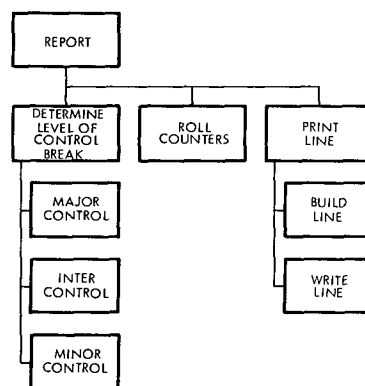 REPORT
DETERMINE
LEVEL OF
CONTROL
BREAK
ROLL
COUNTERS
PRINT
LINE
MAJOR
CONTROL
INTER
CONTROL
MINOR
CONTROL
BUILD
LINE
WRITE
LINE